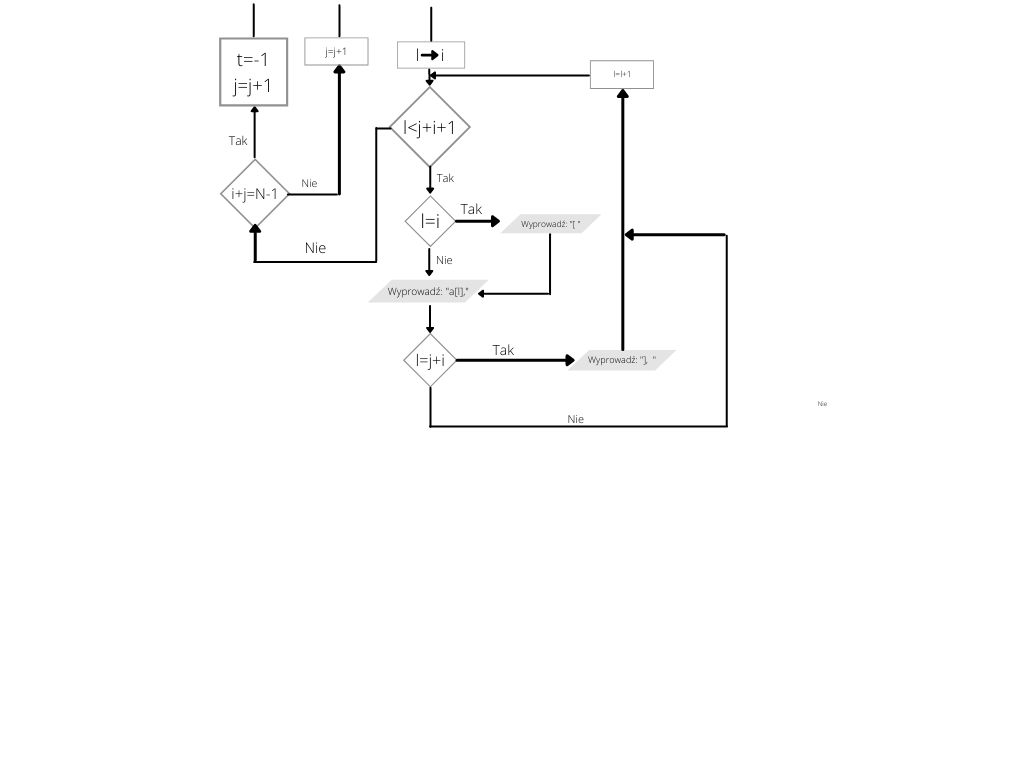 t=-1
j=j+1
j=j+1
l → i
l=l+1
l<j+i+1
Tak
i+j=N-1
Nie
Tak
l=i
Tak
Wyprowadź: "[ "
Nie
Nie
Wyprowadź: "a[l],"
l=j+i
Tak
Wyprowadź: "], "
Nie
Nie